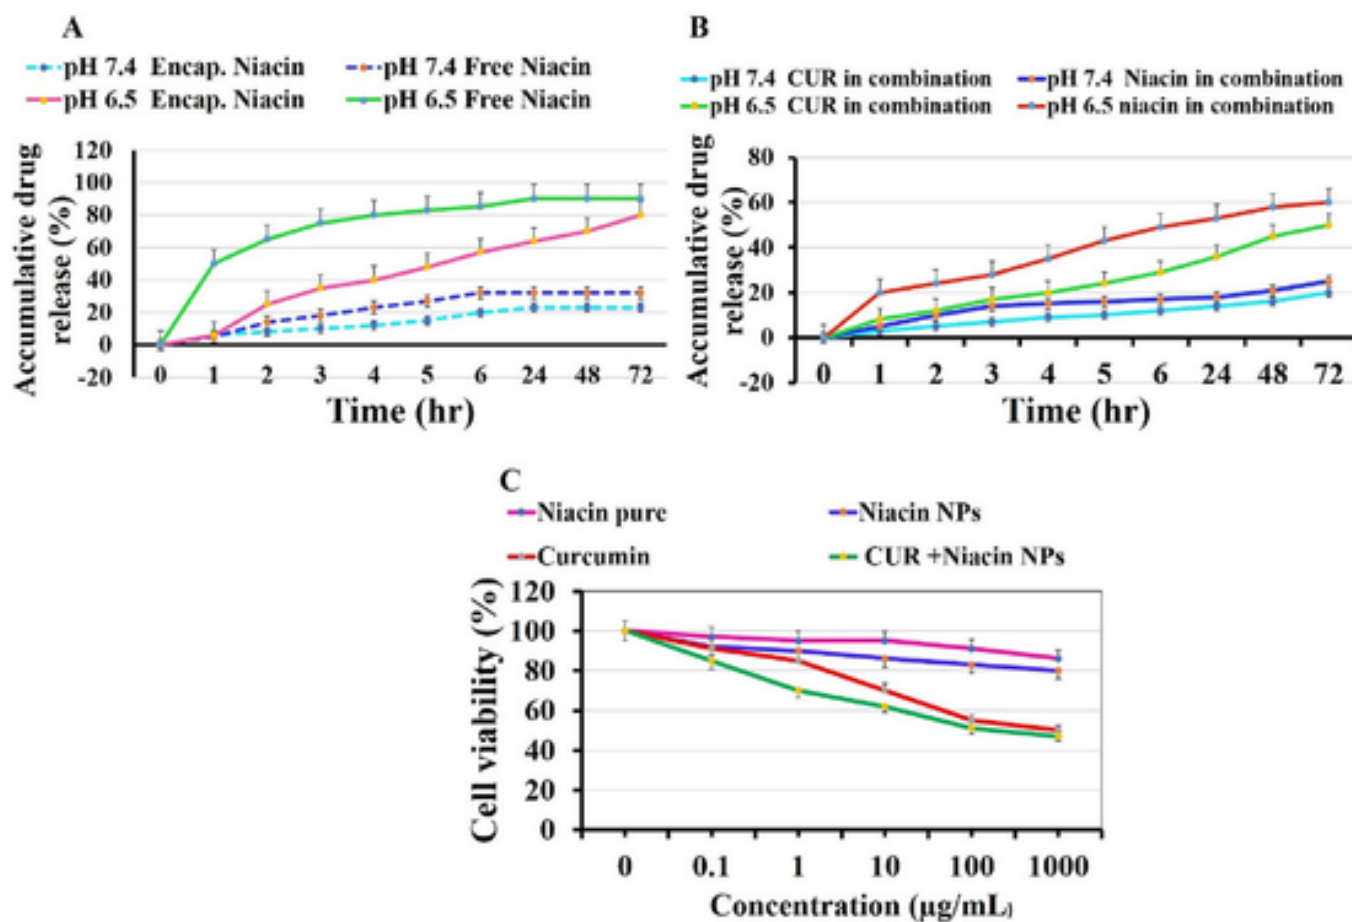 A
pH 7.4 Encap. Niacin
pH 7.4 Free Niacin
pH 6.5 Encap. Niacin
pH 6.5 Free Niacin
Accumulative drug
release (%)
120
100
80
60
40
20
0
-20
0 1 2 3 4 5 6 24 48 72
Time (hr)
B
pH 7.4 CUR in combination
pH 7.4 Niacin in combination
pH 6.5 CUR in combination
pH 6.5 niacin in combination
Accumulative drug
release (%)
80
60
40
20
0
-20
0 1 2 3 4 5 6 24 48 72
Time (hr)
C
Niacin pure
Niacin NPs
Curcumin
CUR +Niacin NPs
Cell viability (%)
120
100
80
60
40
20
0
0 0.1 1 10 100 1000
Concentration (µg/mL)